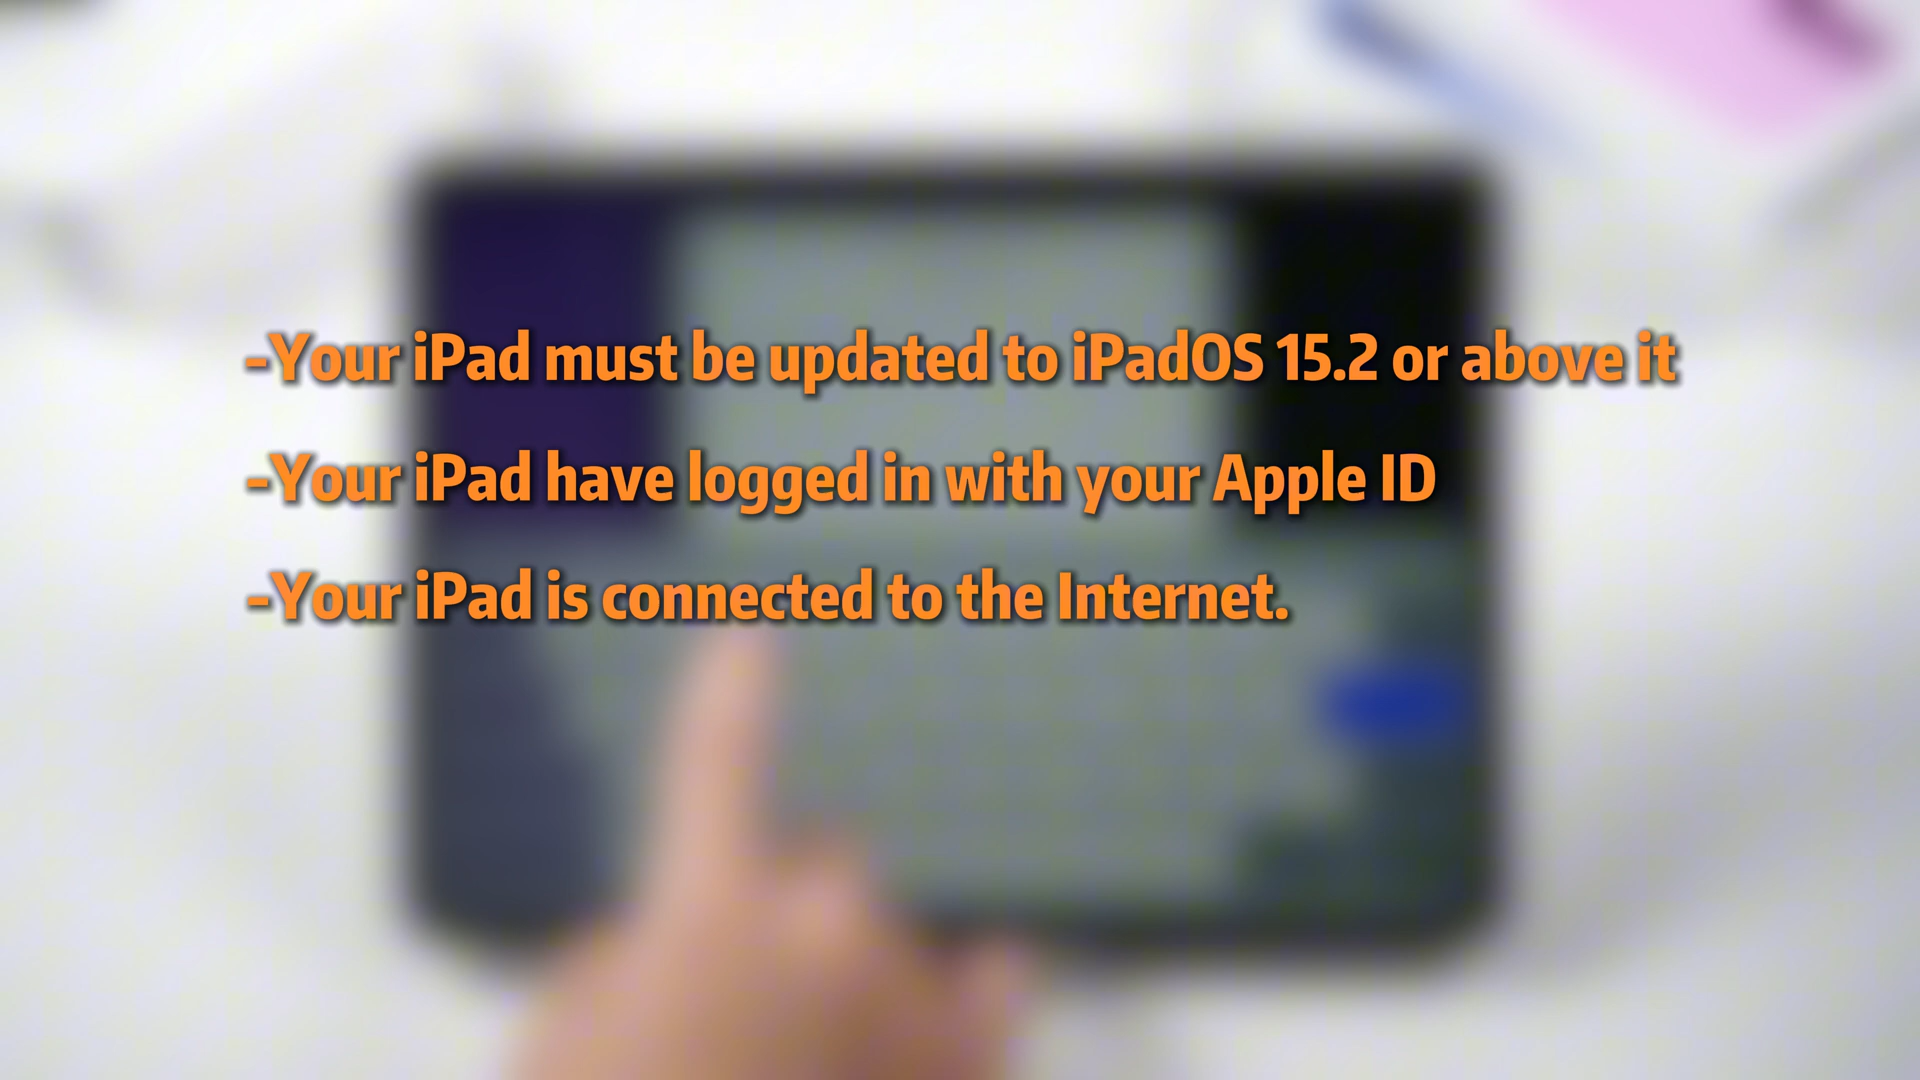 -Your iPad must be updated to iPadOS 15.2 or above it
-Your iPad have logged in with your Apple ID
-Your iPad is connected to the Internet.